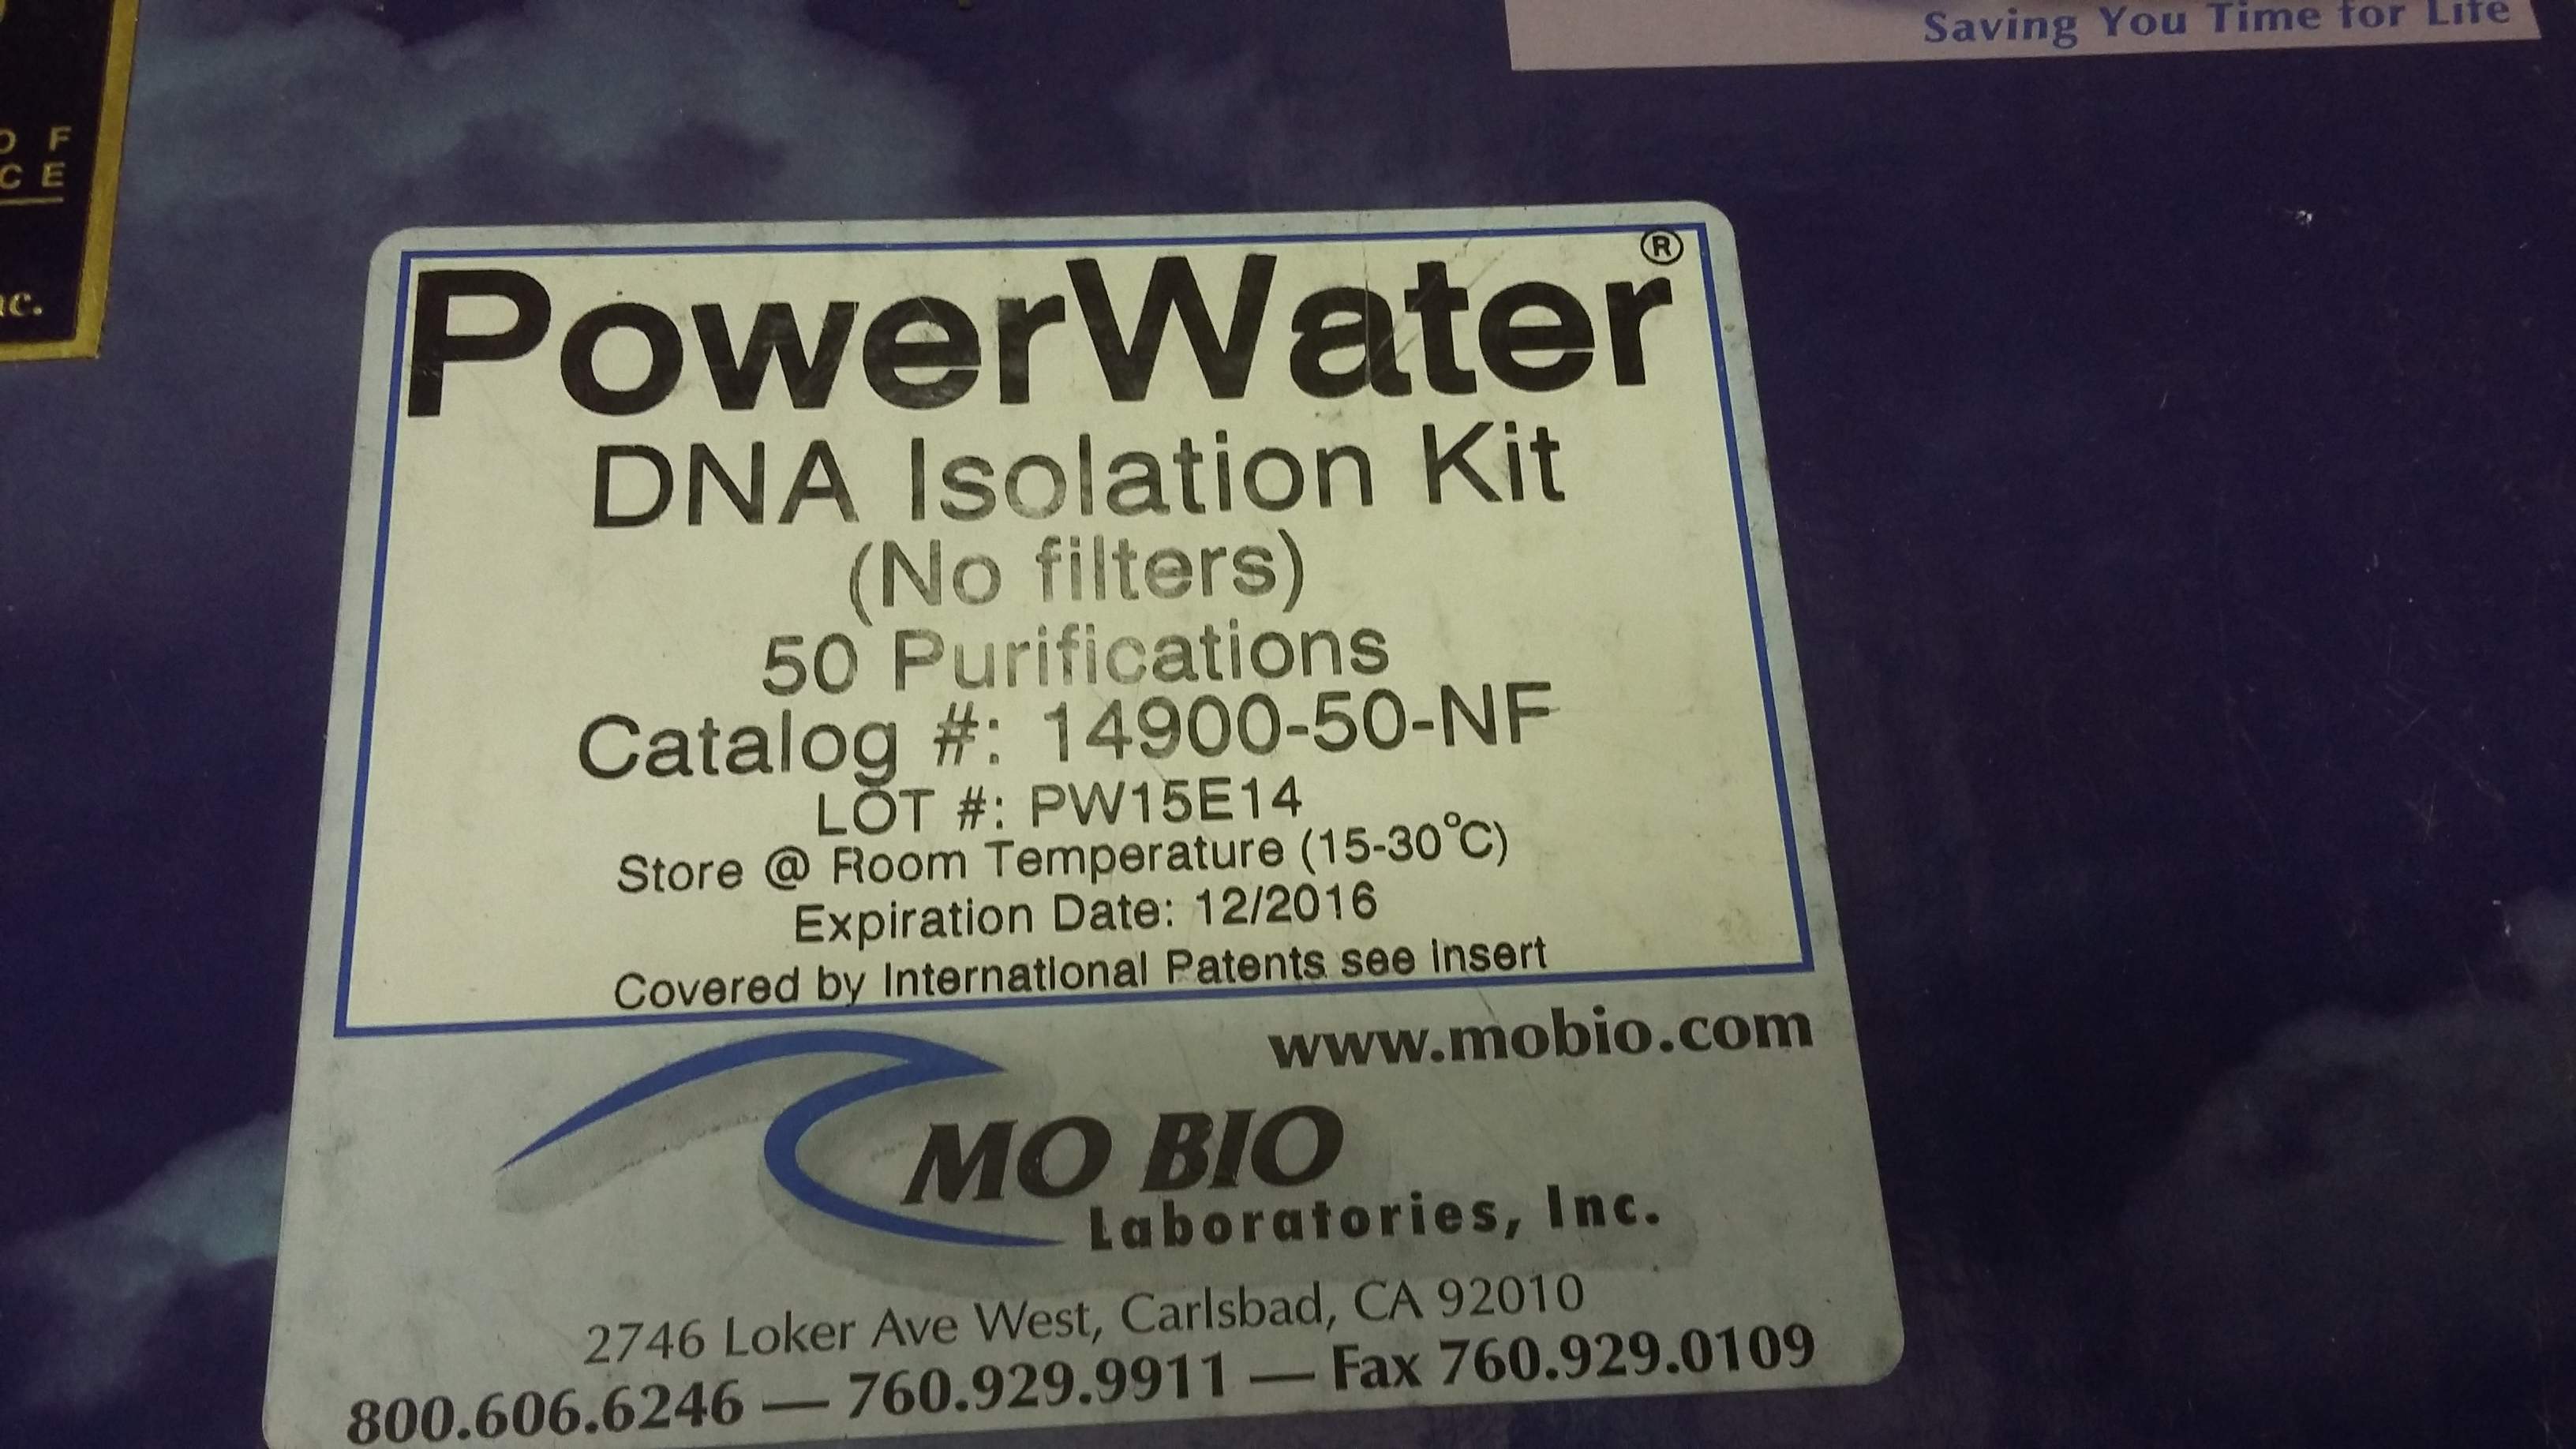 Saving You Time for Life
O F
C E
nc.
PowerWater®
DNA Isolation Kit
(No filters)
50 Purifications
Catalog #: 14900-50-NF
LOT #: PW15E14
Store @ Room Temperature (15-30°C)
Expiration Date: 12/2016
Covered by International Patents see insert
www.mobio.com
MO BIO
Laboratories, Inc.
2746 Loker Ave West, Carlsbad, CA 92010
800.606.6246 — 760.929.9911 — Fax 760.929.0109